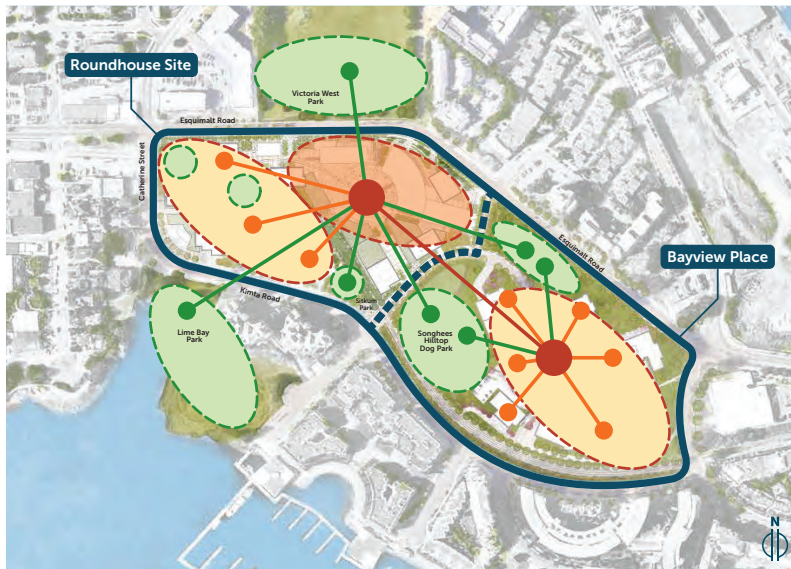 Roundhouse Site
Victoria West
Park
Esquimalt Road
Catherine Street
Esquimalt Road
Bayview Place
Kimta Road
Siskum
Park
Lime Bay
Park
Songhees
Hilltop
Dog Park
N